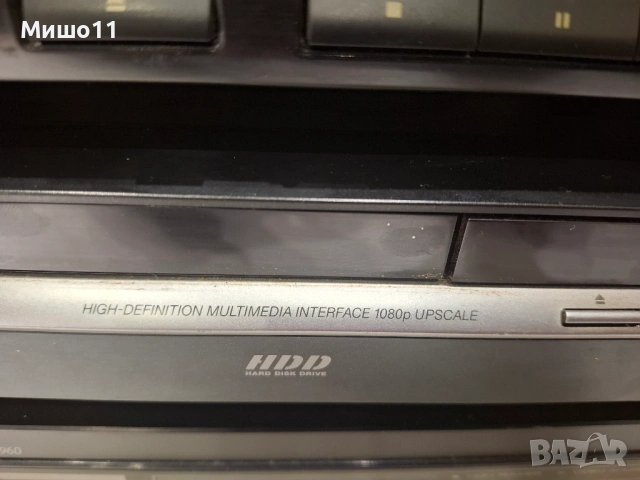 Мишо11
HIGH-DEFINITION MULTIMEDIA INTERFACE 1080p UPSCALE
HDD
HARD DISK DRIVE
960
BAZAR